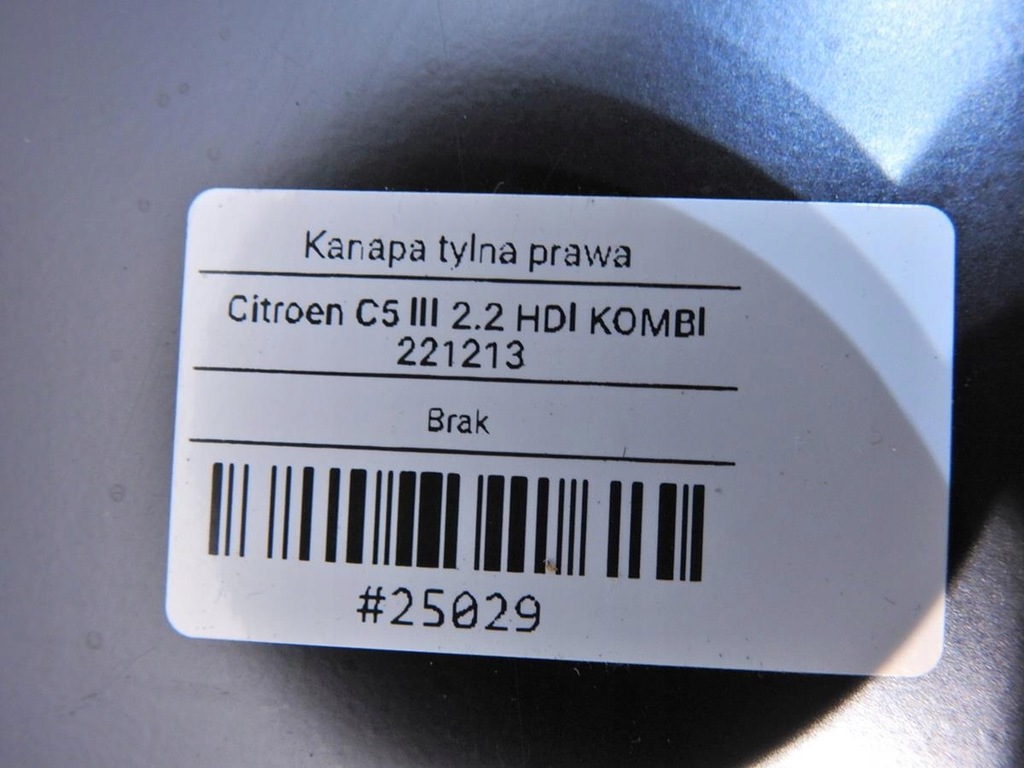 Kanapa tylna prawa
Citroen C5 III 2.2 HDI KOMBI
221213
Brak
#25029